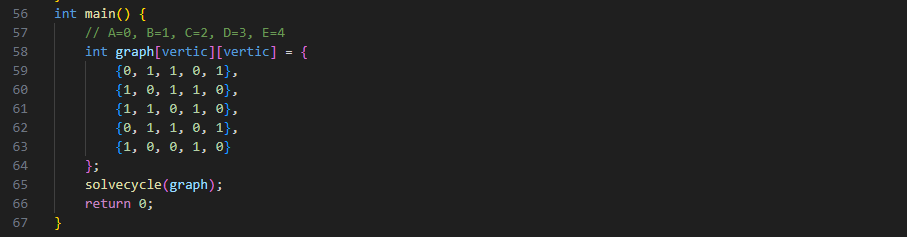 56 int main() {
57     // A=0, B=1, C=2, D=3, E=4
58     int graph[vertic][vertic] = {
59         {0, 1, 1, 0, 1},
60         {1, 0, 1, 1, 0},
61         {1, 1, 0, 1, 0},
62         {0, 1, 1, 0, 1},
63         {1, 0, 0, 1, 0}
64     };
65     solvecycle(graph);
66     return 0;
67 }